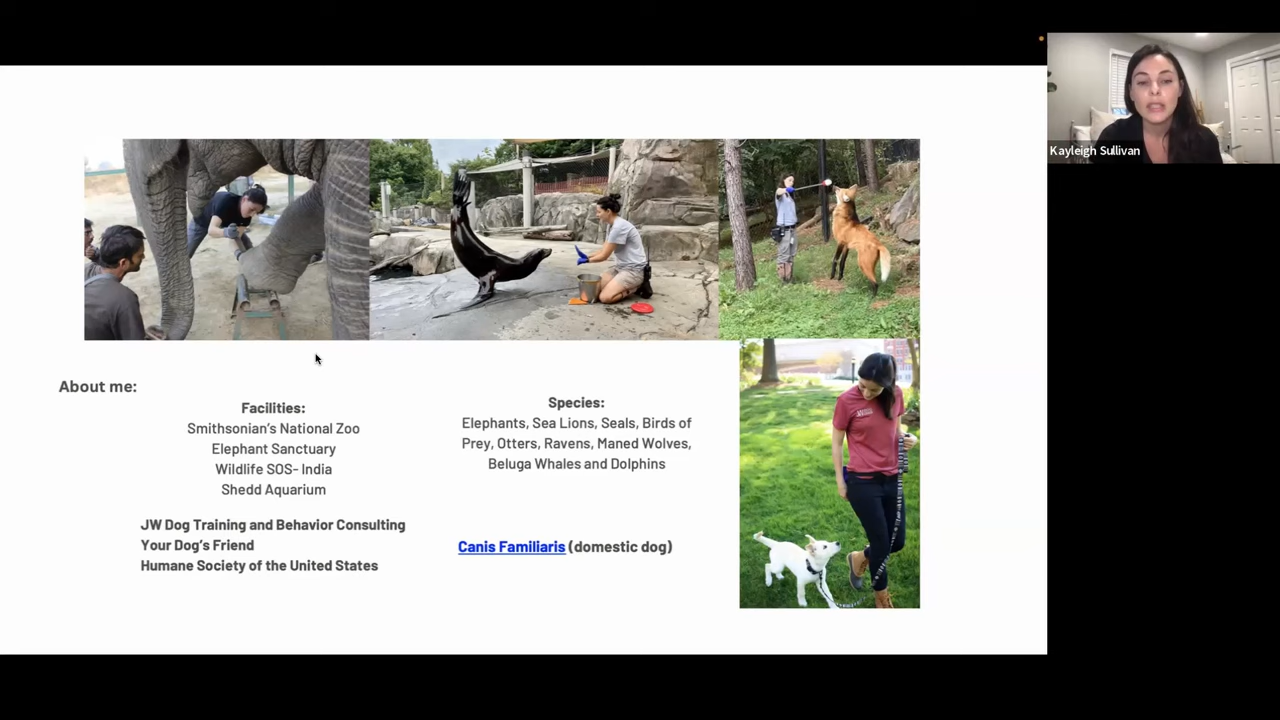 Kayleigh Sullivan
About me:
Facilities:
Smithsonian's National Zoo
Elephant Sanctuary
Wildlife SOS- India
Shedd Aquarium
Species:
Elephants, Sea Lions, Seals, Birds of
Prey, Otters, Ravens, Maned Wolves,
Beluga Whales and Dolphins
JW Dog Training and Behavior Consulting
Your Dog's Friend
Humane Society of the United States
Canis Familiaris (domestic dog)